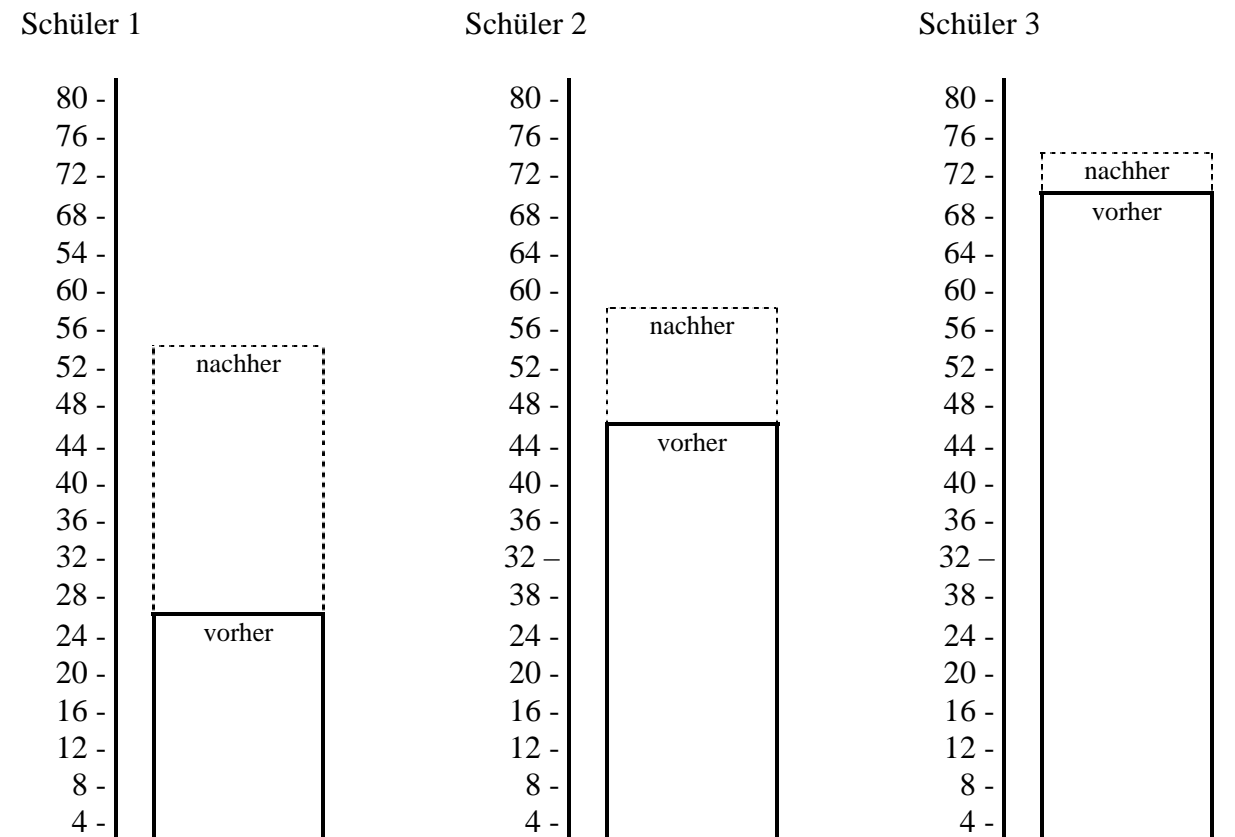 Schüler 1 Schüler 2 Schüler 3
80 - 80 - 80 -
76 - 76 - 76 -
72 - 72 - 72 - nachher
68 - 68 - 68 - vorher
54 - 64 - 64 -
60 - 60 - 60 -
56 - 56 - nachher 56 -
52 - nachher 52 - 52 -
48 - 48 - 48 -
44 - 44 - vorher 44 -
40 - 40 - 40 -
36 - 36 - 36 -
32 - 32 – 32 –
28 - 38 - 38 -
24 - vorher 24 - 24 -
20 - 20 - 20 -
16 - 16 - 16 -
12 - 12 - 12 -
8 - 8 - 8 -
4 - 4 - 4 -